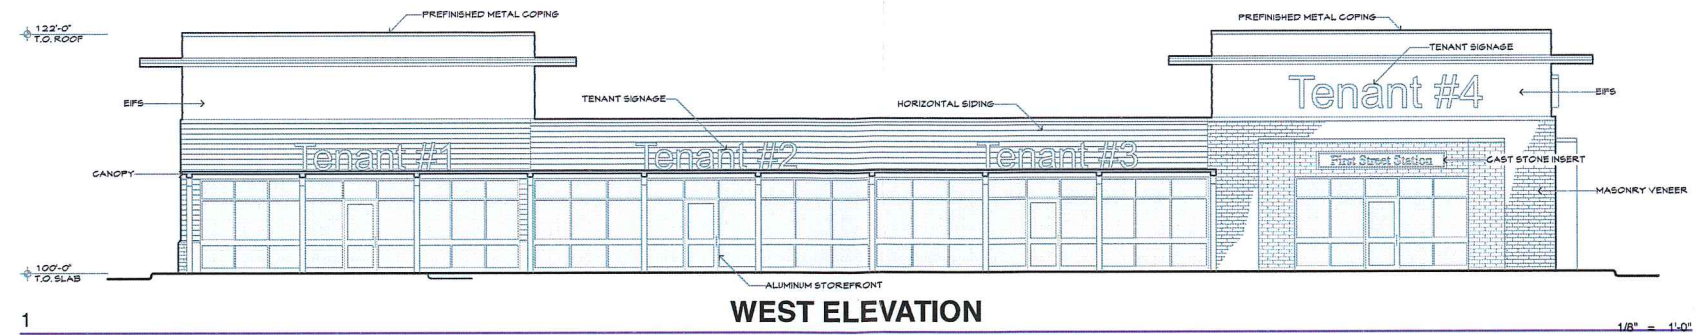 PREFINISHED METAL COPING
PREFINISHED METAL COPING
122'-0"
T.O. ROOF
TENANT SIGNAGE
Tenant #4
EIFS
TENANT SIGNAGE
HORIZONTAL SIDING
EIFS
Tenant #1
Tenant #2
Tenant #3
First Street Station
CAST STONE INSERT
CANOPY
MASONRY VENEER
100'-0"
T.O. SLAB
ALUMINUM STOREFRONT
WEST ELEVATION
1
1/8" = 1'-0"